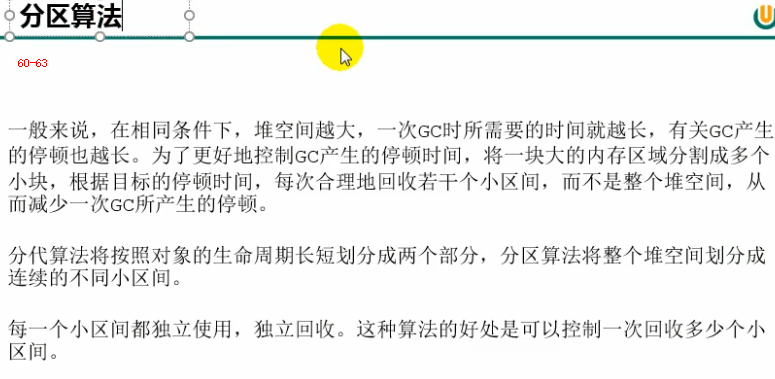 分区算法
60-63
一般来说，在相同条件下，堆空间越大，一次GC时所需要的时间就越长，有关GC产生
的停顿也越长。为了更好地控制GC产生的停顿时间，将一块大的内存区域分割成多个
小块，根据目标的停顿时间，每次合理地回收若干个小区间，而不是整个堆空间，从
而减少一次GC所产生的停顿。
分代算法将按照对象的生命周期长短划分成两个部分，分区算法将整个堆空间划分成
连续的不同小区间。
每一个小区间都独立使用，独立回收。这种算法的好处是可以控制一次回收多少个小
区间。